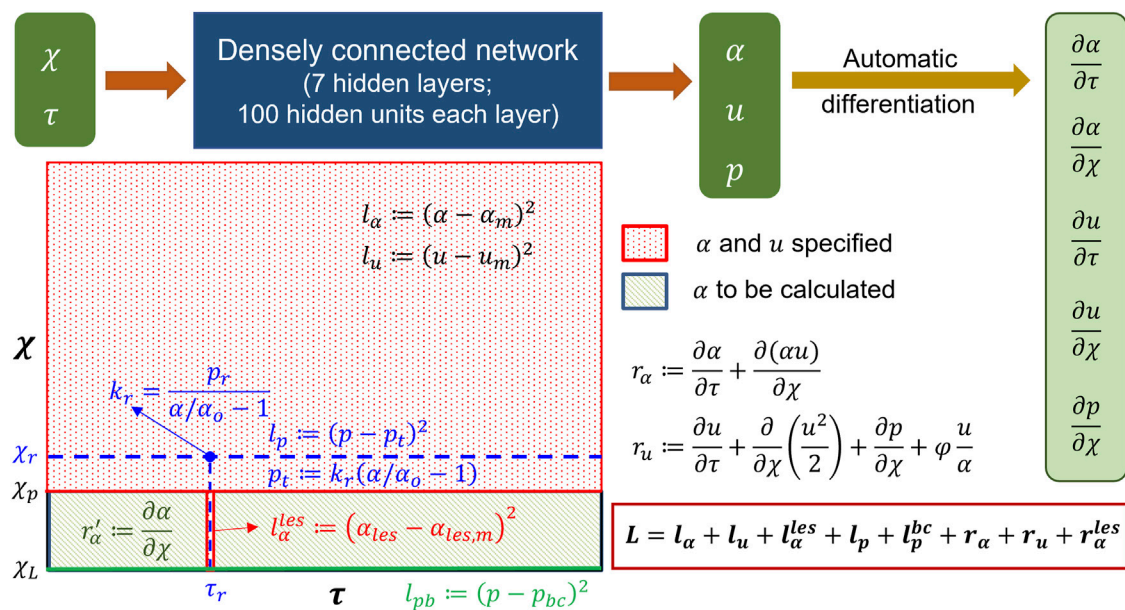 χ
τ
Densely connected network
(7 hidden layers;
100 hidden units each layer)
α
u
p
Automatic
differentiation
∂α/∂τ
∂α/∂χ
∂u/∂τ
∂u/∂χ
∂p/∂χ
l_α ≔ (α − α_m)²
l_u ≔ (u − u_m)²
α and u specified
α to be calculated
χ
k_r = p_r/(α/α_o − 1)
l_p ≔ (p − p_t)²
χ_r
p_t ≔ k_r(α/α_o − 1)
χ_p
r′_α ≔ ∂α/∂χ
l_α^les ≔ (α_les − α_les,m)²
χ_L
τ_r
τ
l_pb ≔ (p − p_bc)²
r_α ≔ ∂α/∂τ + ∂(αu)/∂χ
r_u ≔ ∂u/∂τ + ∂/∂χ(u²/2) + ∂p/∂χ + φ u/α
L = l_α + l_u + l_α^les + l_p + l_p^bc + r_α + r_u + r_α^les